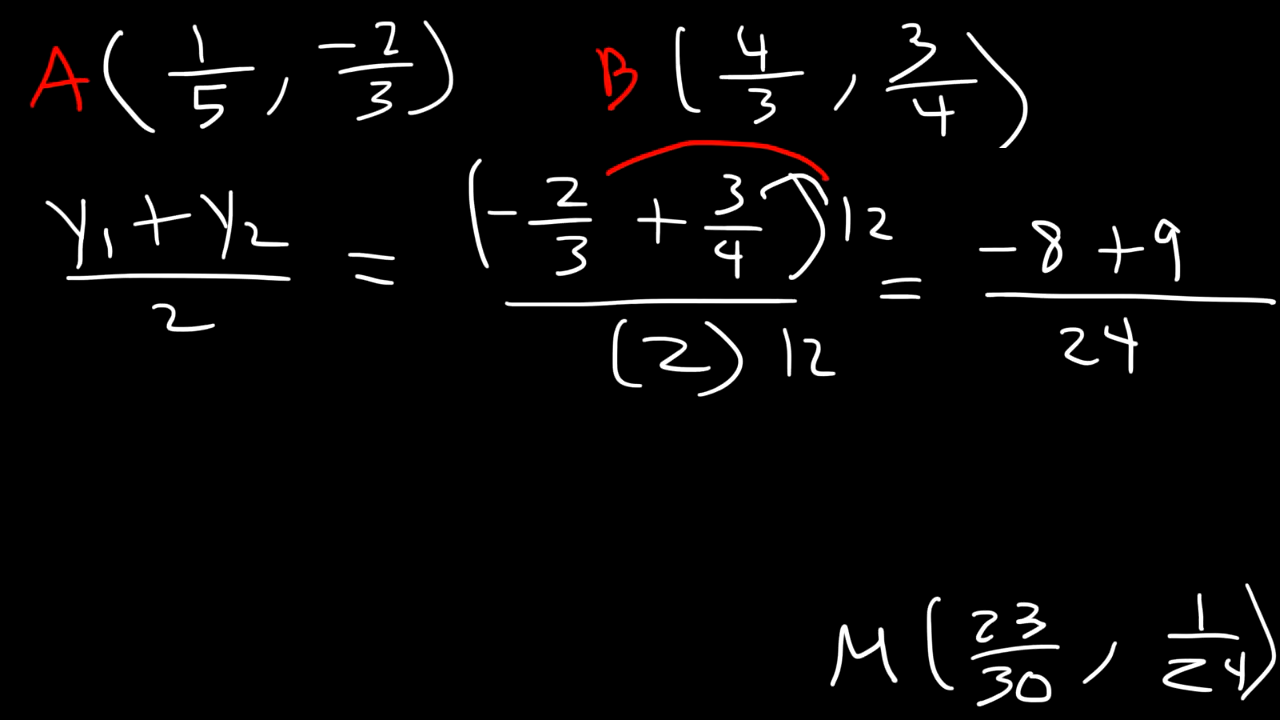 A (1/5, -2/3) B (4/3, 3/4)
(y₁ + y₂)/2 = (-2/3 + 3/4)12 / (2)12 = (-8 + 9)/24
M (23/30, 1/24)